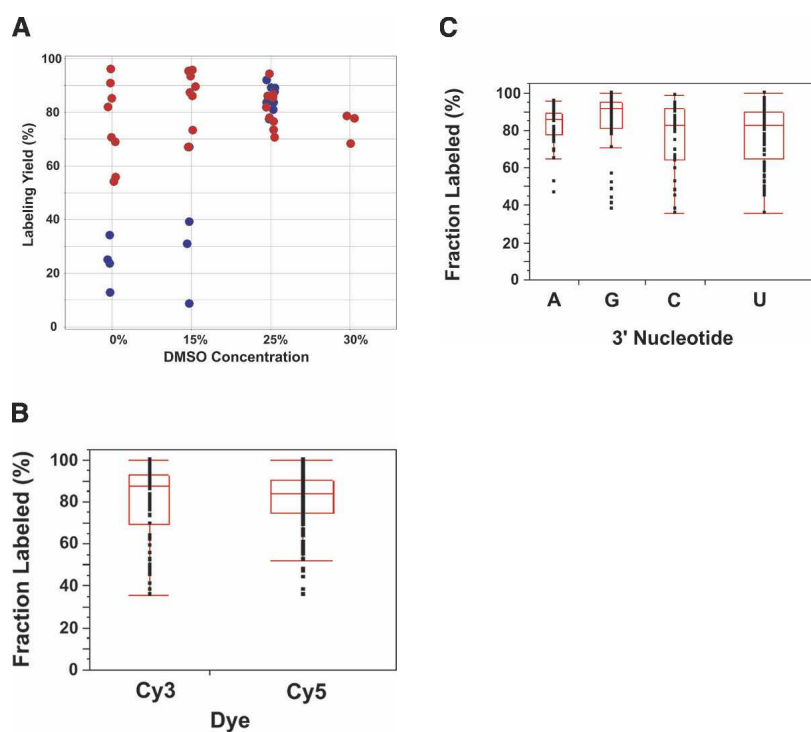 A
100
80
60
40
20
0
Labeling Yield (%)
0% 15% 25% 30%
DMSO Concentration
C
100
80
60
40
20
0
Fraction Labeled (%)
A G C U
3' Nucleotide
B
100
80
60
40
20
0
Fraction Labeled (%)
Cy3 Cy5
Dye